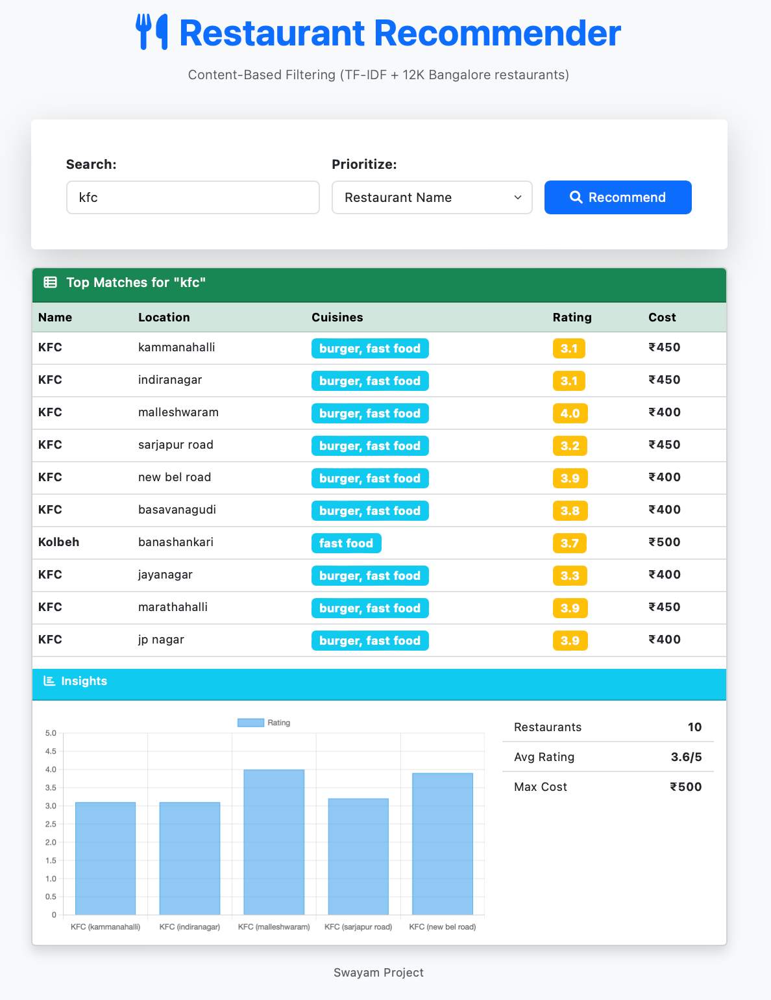 Restaurant Recommender
Content-Based Filtering (TF-IDF + 12K Bangalore restaurants)
Search: Prioritize:
kfc Restaurant Name Recommend
Top Matches for "kfc"
Name Location Cuisines Rating Cost
KFC kammanahalli burger, fast food 3.1 ₹450
KFC indiranagar burger, fast food 3.1 ₹450
KFC malleshwaram burger, fast food 4.0 ₹400
KFC sarjapur road burger, fast food 3.2 ₹450
KFC new bel road burger, fast food 3.9 ₹400
KFC basavanagudi burger, fast food 3.8 ₹400
Kolbeh banashankari fast food 3.7 ₹500
KFC jayanagar burger, fast food 3.3 ₹400
KFC marathahalli burger, fast food 3.9 ₹450
KFC jp nagar burger, fast food 3.9 ₹400
Insights
Rating
5.0
4.5
4.0
3.5
3.0
2.5
2.0
1.5
1.0
0.5
0
KFC (kammanahalli) KFC (indiranagar) KFC (malleshwaram) KFC (sarjapur road) KFC (new bel road)
Restaurants 10
Avg Rating 3.6/5
Max Cost ₹500
Swayam Project